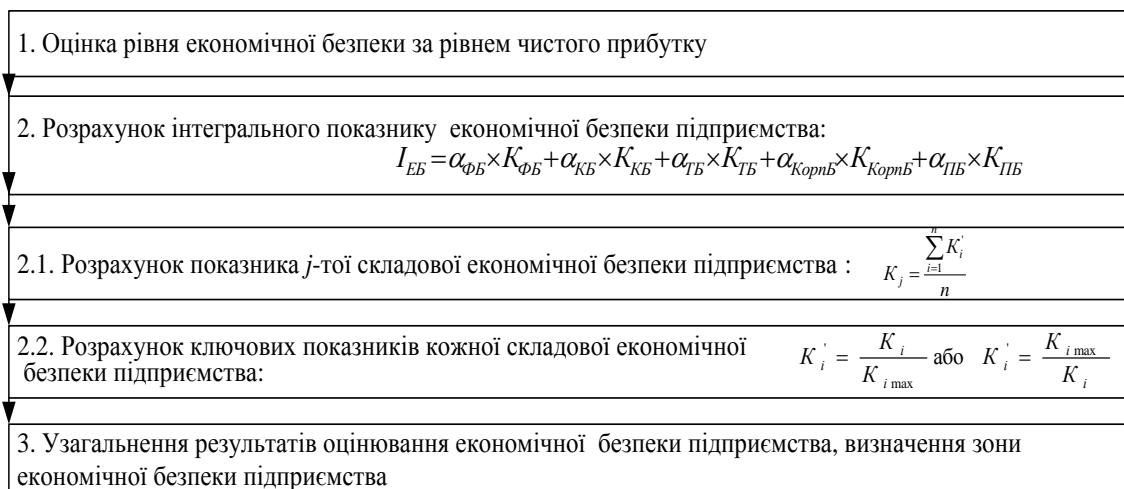 1. Оцінка рівня економічної безпеки за рівнем чистого прибутку
2. Розрахунок інтегрального показнику економічної безпеки підприємства:
I_ЕБ = α_ФБ × K_ФБ + α_КБ × K_КБ + α_ТБ × K_ТБ + α_КорпБ × K_КорпБ + α_ПБ × K_ПБ
2.1. Розрахунок показника j-тої складової економічної безпеки підприємства : K_j = ∑_{i=1}^{n} K_i' / n
2.2. Розрахунок ключових показників кожної складової економічної
безпеки підприємства: K_i' = K_i / K_{i max} або K_i' = K_{i max} / K_i
3. Узагальнення результатів оцінювання економічної безпеки підприємства, визначення зони
економічної безпеки підприємства